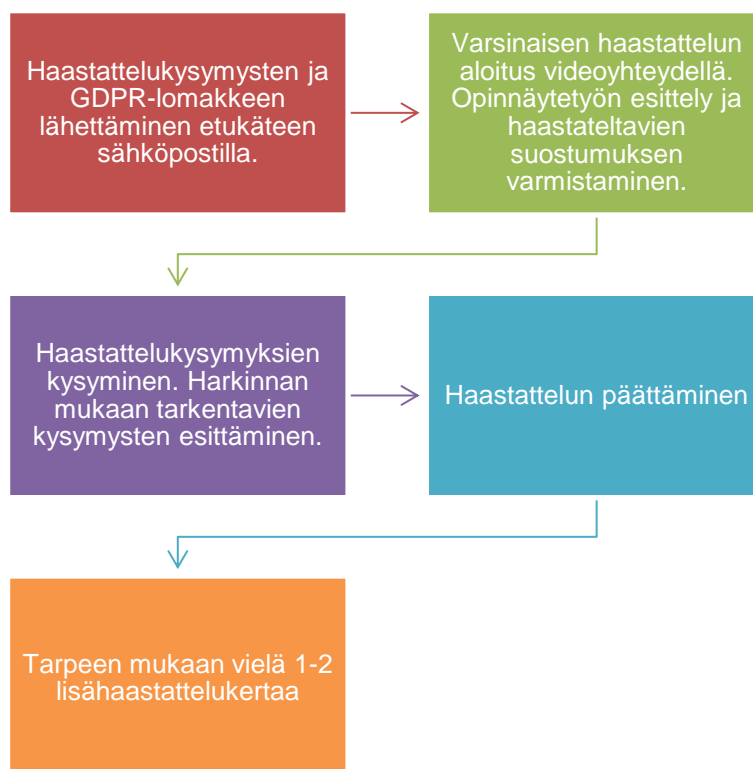 Haastattelukysymysten ja
GDPR-lomakkeen
lähettäminen etukäteen
sähköpostilla.
Varsinaisen haastattelun
aloitus videoyhteydellä.
Opinnäytetyön esittely ja
haastateltavien
suostumuksen
varmistaminen.
Haastattelukysymyksien
kysyminen. Harkinnan
mukaan tarkentavien
kysymysten esittäminen.
Haastattelun päättäminen
Tarpeen mukaan vielä 1-2
lisähaastattelukertaa